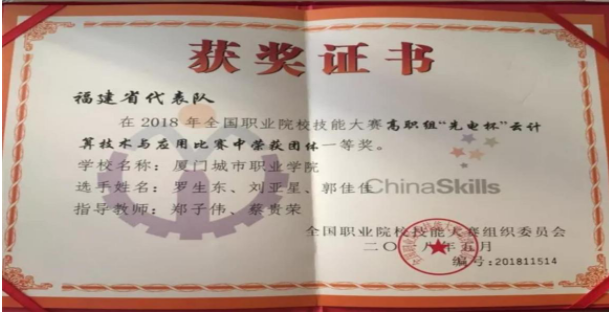 获奖证书
福建省代表队
在 2018 年全国职业院校技能大赛高职组“光电杯”云计
算技术与应用比赛中荣获团体一等奖。
学校名称：厦门城市职业学院
选手姓名：罗生东、刘亚星、郭佳佳
ChinaSkills
指导教师：郑子伟、蔡贵荣
全国职业院校技能大赛组织委员会
二〇一八年五月
编号:201811514